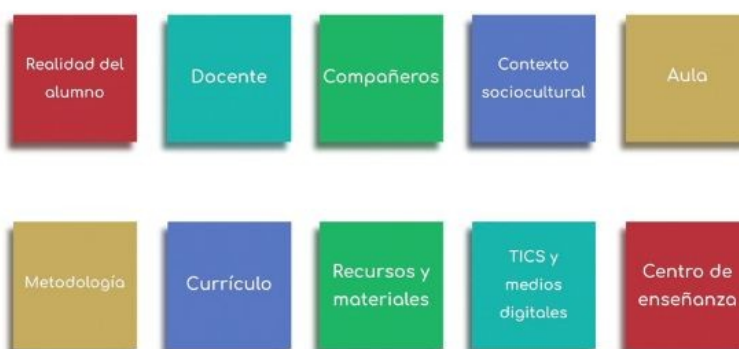 Realidad del
alumno
Docente
Compañeros
Contexto
sociocultural
Aula
Metodología
Currículo
Recursos y
materiales
TICS y
medios
digitales
Centro de
enseñanza